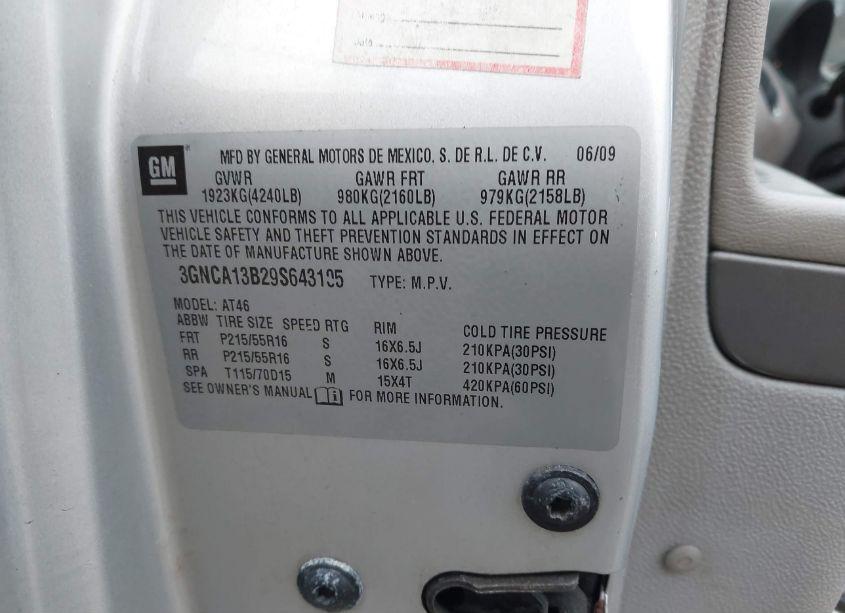 Date
GM
MFD BY GENERAL MOTORS DE MEXICO, S. DE R.L. DE C.V. 06/09
GVWR GAWR FRT GAWR RR
1923KG(4240LB) 980KG(2160LB) 979KG(2158LB)
THIS VEHICLE CONFORMS TO ALL APPLICABLE U.S. FEDERAL MOTOR
VEHICLE SAFETY AND THEFT PREVENTION STANDARDS IN EFFECT ON
THE DATE OF MANUFACTURE SHOWN ABOVE.
3GNCA13B29S643195 TYPE: M.P.V.
MODEL: AT46
ABBW TIRE SIZE SPEED RTG RIM COLD TIRE PRESSURE
FRT P215/55R16 S 16X6.5J 210KPA(30PSI)
RR P215/55R16 S 16X6.5J 210KPA(30PSI)
SPA T115/70D15 M 15X4T 420KPA(60PSI)
SEE OWNER'S MANUAL FOR MORE INFORMATION.